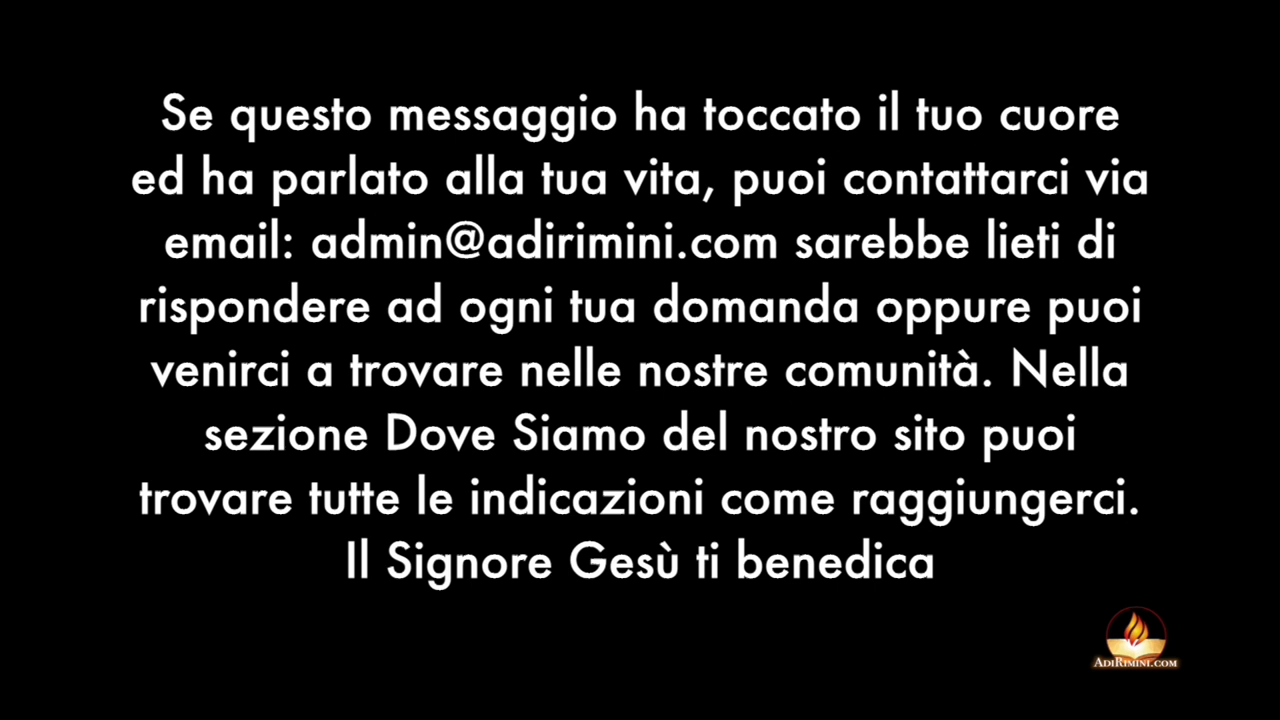 Se questo messaggio ha toccato il tuo cuore
ed ha parlato alla tua vita, puoi contattarci via
email: admin@adirimini.com sarebbe lieti di
rispondere ad ogni tua domanda oppure puoi
venirci a trovare nelle nostre comunità. Nella
sezione Dove Siamo del nostro sito puoi
trovare tutte le indicazioni come raggiungerci.
Il Signore Gesù ti benedica
ADIRIMINI.COM